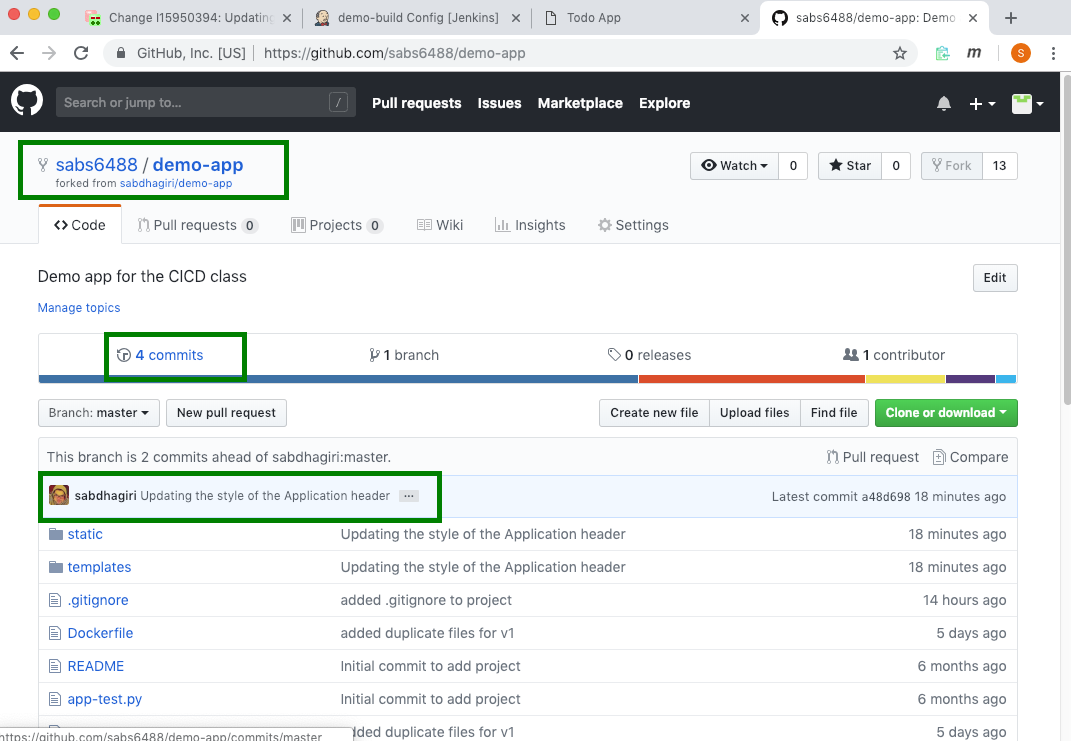 Change I15950394: Updating
demo-build Config [Jenkins]
Todo App
sabs6488/demo-app: Demo
GitHub, Inc. [US] | https://github.com/sabs6488/demo-app
m
S
Search or jump to...
/
Pull requests
Issues
Marketplace
Explore
sabs6488 / demo-app
forked from sabdhagiri/demo-app
Watch 0
Star 0
Fork 13
Code
Pull requests 0
Projects 0
Wiki
Insights
Settings
Demo app for the CICD class
Edit
Manage topics
4 commits
1 branch
0 releases
1 contributor
Branch: master
New pull request
Create new file
Upload files
Find file
Clone or download
This branch is 2 commits ahead of sabdhagiri:master.
Pull request
Compare
sabdhagiri Updating the style of the Application header ...
Latest commit a48d698 18 minutes ago
static Updating the style of the Application header 18 minutes ago
templates Updating the style of the Application header 18 minutes ago
.gitignore added .gitignore to project 14 hours ago
Dockerfile added duplicate files for v1 5 days ago
README Initial commit to add project 6 months ago
app-test.py Initial commit to add project 6 months ago
added duplicate files for v1 5 days ago
https://github.com/sabs6488/demo-app/commits/master